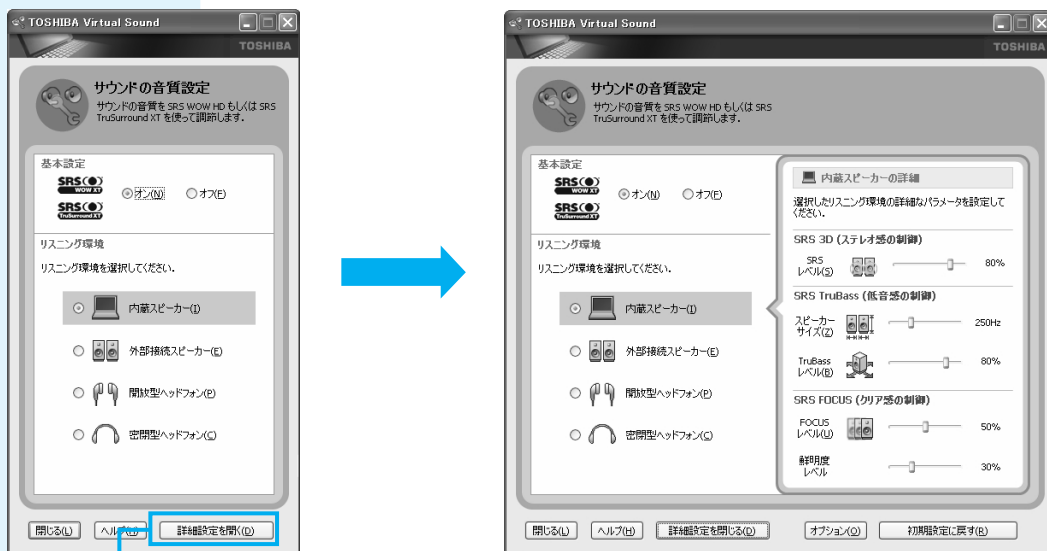 TOSHIBA Virtual Sound
TOSHIBA
サウンドの音質設定
サウンドの音質を SRS WOW HD もしくは SRS
TruSurround XT を使って調節します。
基本設定
SRS
WOW XT
SRS
TruSurround XT
オン(N)
オフ(F)
リスニング環境
リスニング環境を選択してください。
内蔵スピーカー(I)
外部接続スピーカー(E)
開放型ヘッドフォン(P)
密閉型ヘッドフォン(C)
閉じる(L)
ヘルプ(H)
詳細設定を開く(D)
TOSHIBA Virtual Sound
TOSHIBA
サウンドの音質設定
サウンドの音質を SRS WOW HD もしくは SRS
TruSurround XT を使って調節します。
基本設定
SRS
WOW XT
SRS
TruSurround XT
オン(N)
オフ(F)
リスニング環境
リスニング環境を選択してください。
内蔵スピーカー(I)
外部接続スピーカー(E)
開放型ヘッドフォン(P)
密閉型ヘッドフォン(C)
内蔵スピーカーの詳細
選択したリスニング環境の詳細なパラメータを設定して
ください。
SRS 3D (ステレオ感の制御)
SRS
レベル(S)
80%
SRS TruBass (低音感の制御)
スピーカー
サイズ(Z)
250Hz
TruBass
レベル(B)
80%
SRS FOCUS (クリア感の制御)
FOCUS
レベル(U)
50%
鮮明度
レベル
30%
閉じる(L)
ヘルプ(H)
詳細設定を閉じる(D)
オプション(O)
初期設定に戻す(R)